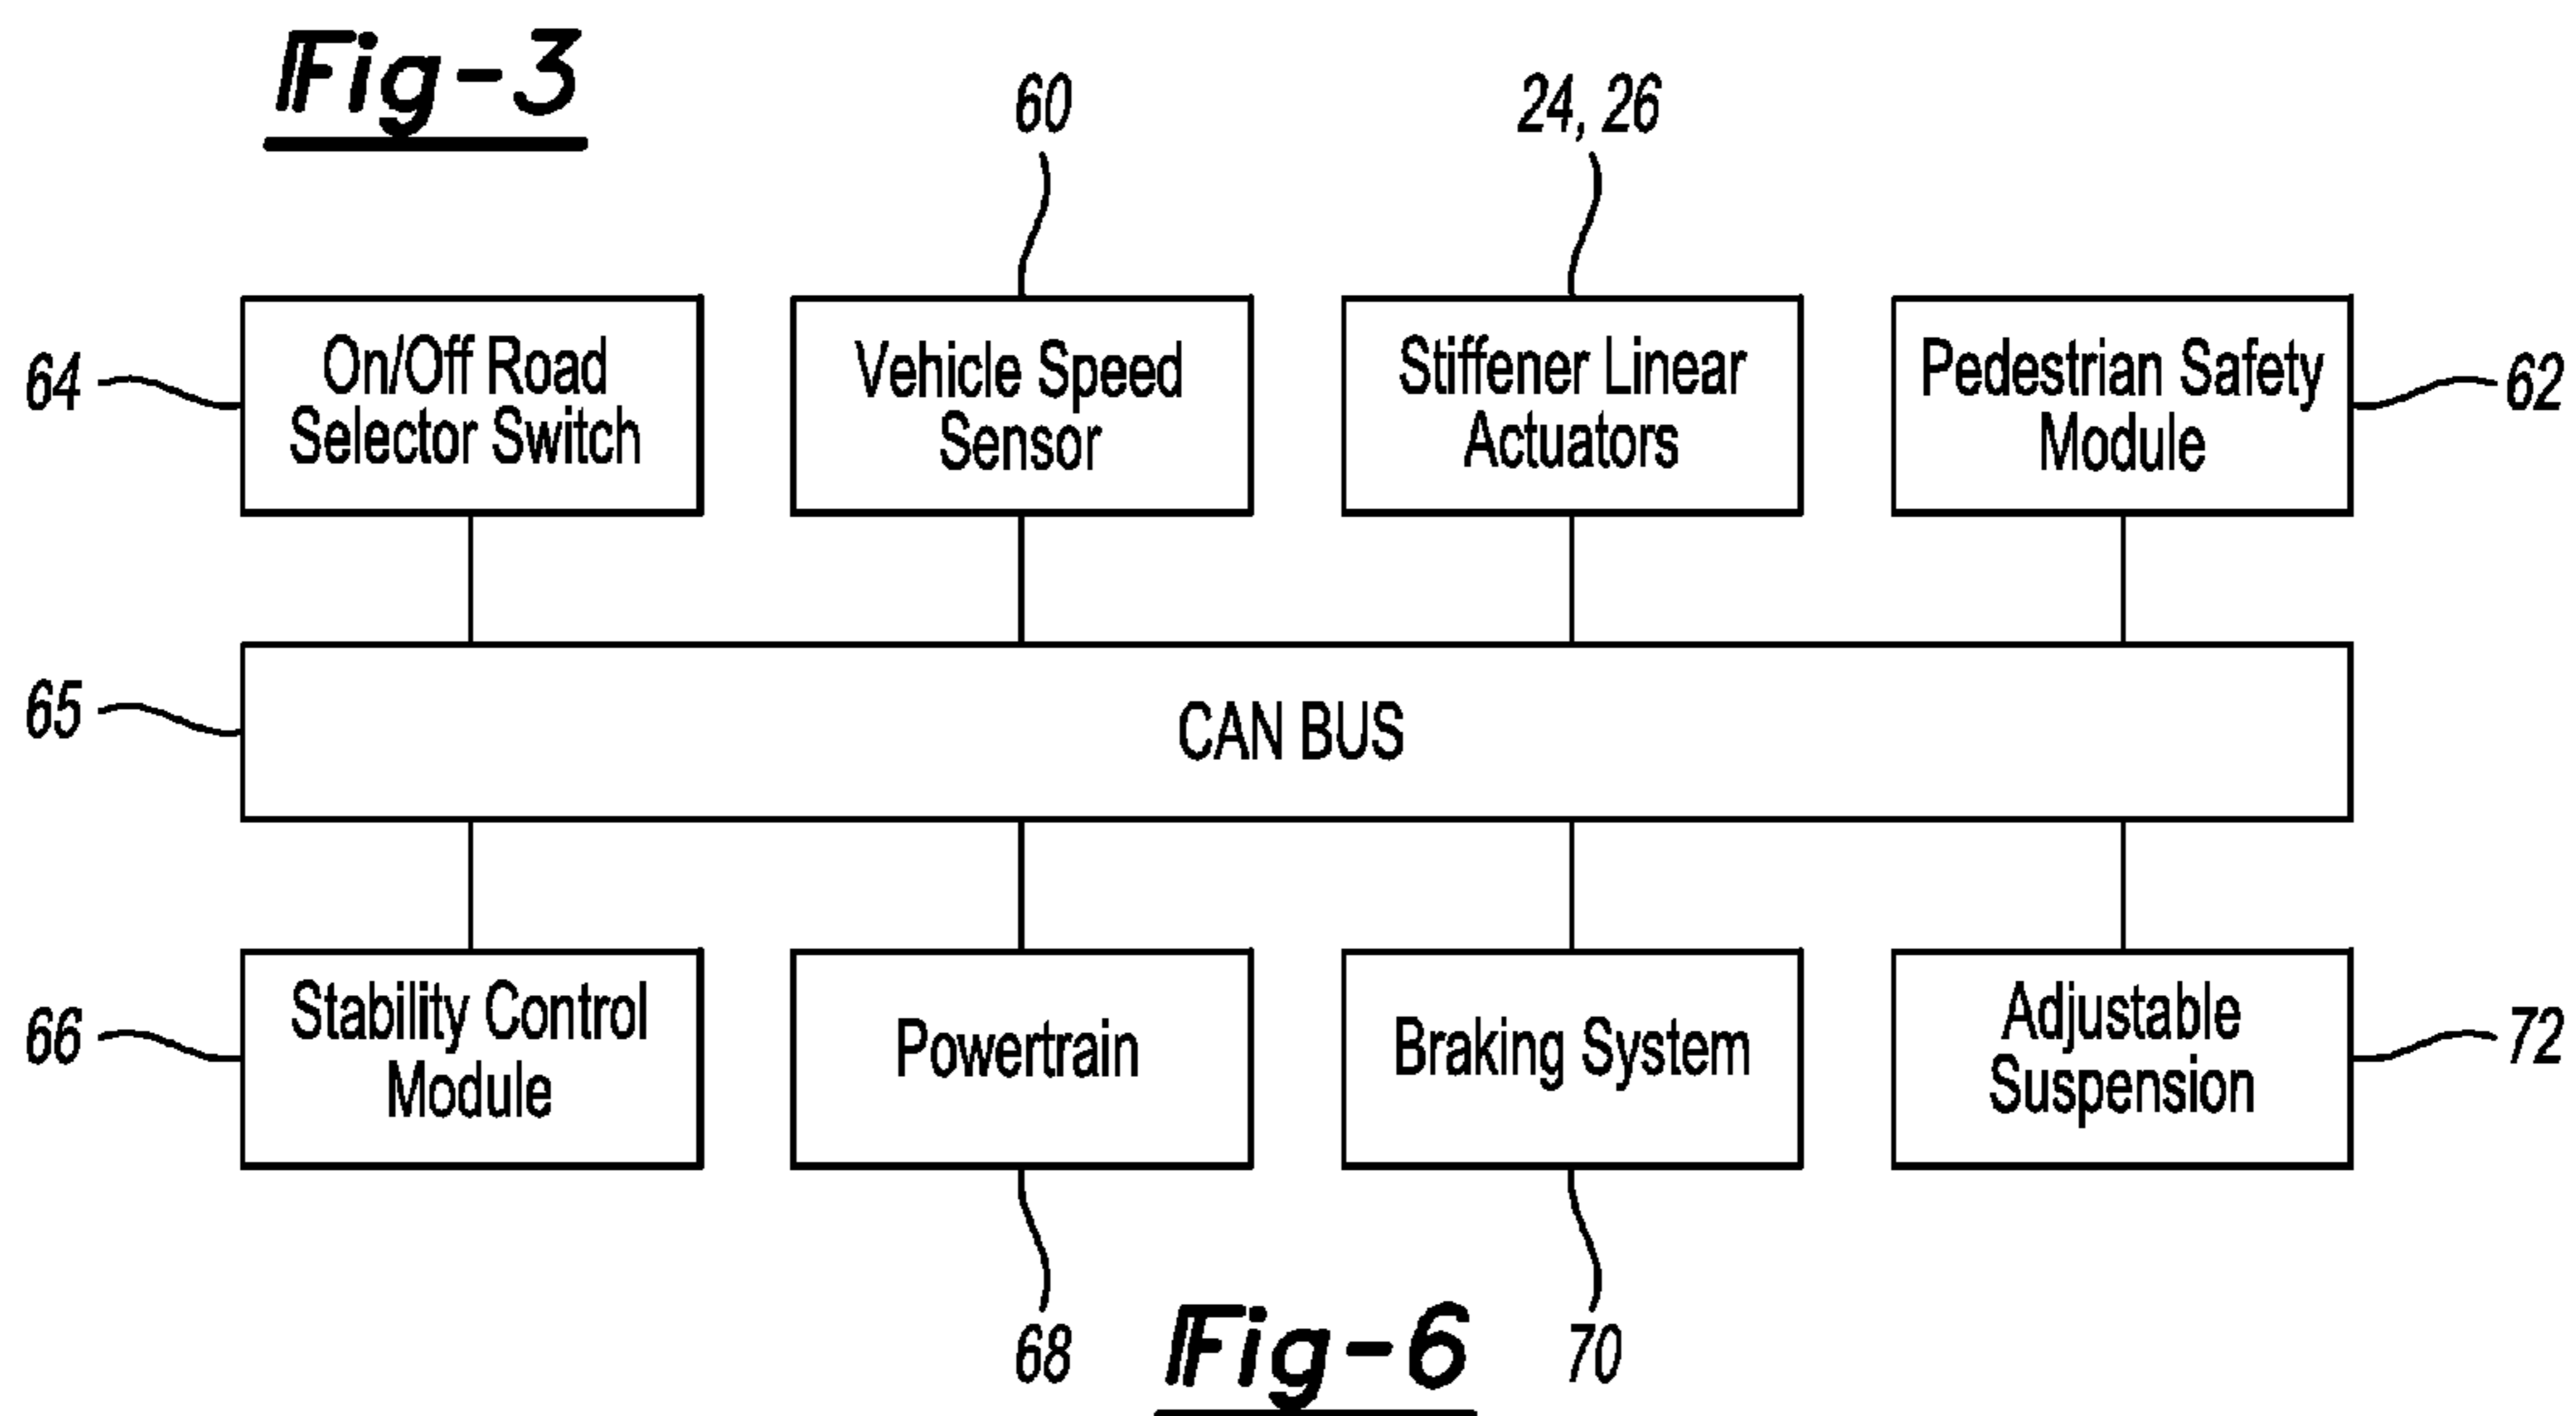 Fig-3
60
24, 26
64
On/Off Road
Selector Switch
Vehicle Speed
Sensor
Stiffener Linear
Actuators
Pedestrian Safety
Module
62
65
CAN BUS
66
Stability Control
Module
Powertrain
Braking System
Adjustable
Suspension
72
68
70
Fig-6